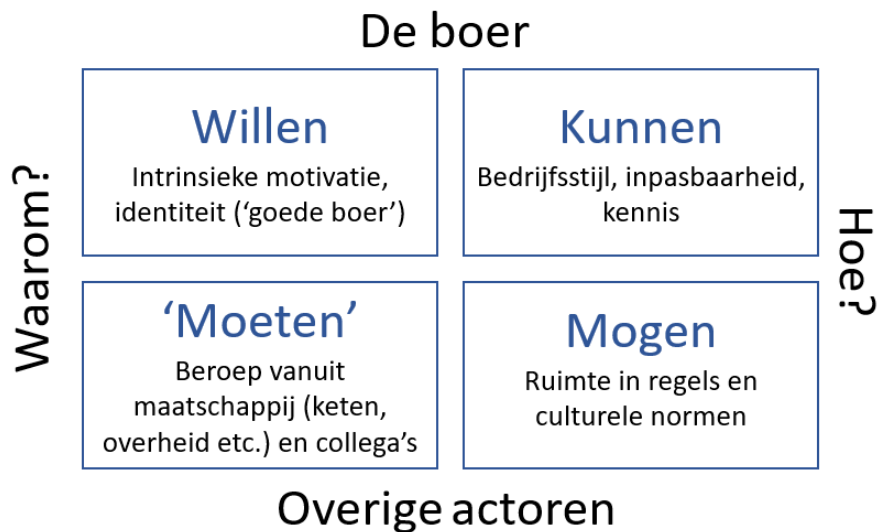 De boer
Waarom?
Willen
Intrinsieke motivatie,
identiteit (‘goede boer’)
Kunnen
Bedrijfsstijl, inpasbaarheid,
kennis
Hoe?
‘Moeten’
Beroep vanuit
maatschappij (keten,
overheid etc.) en collega’s
Mogen
Ruimte in regels en
culturele normen
Overige actoren